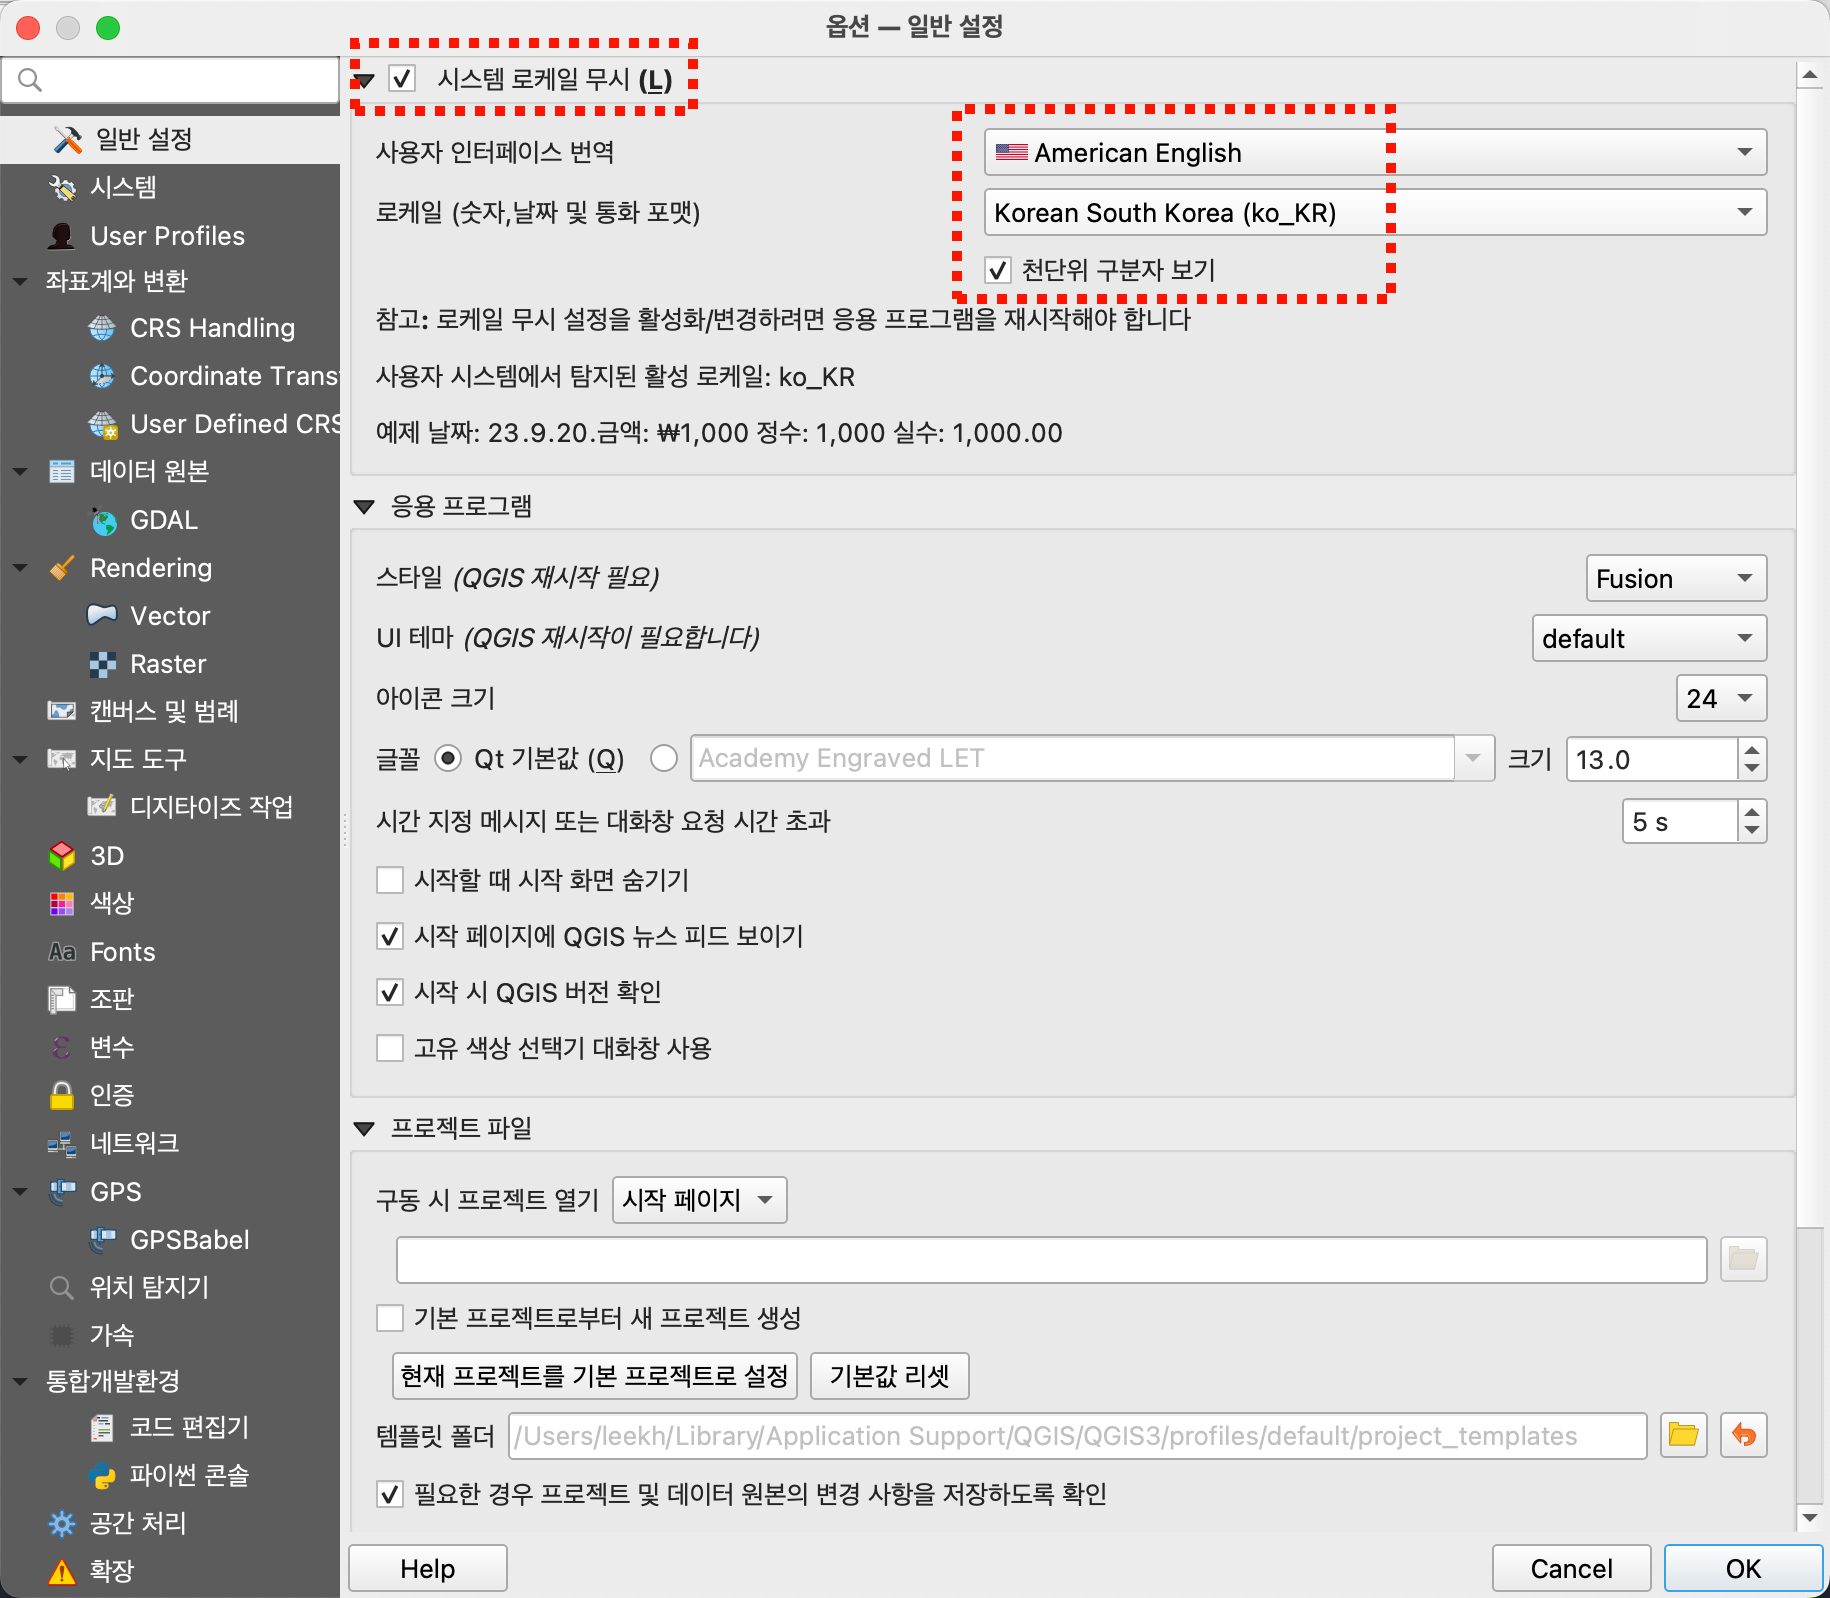 옵션 — 일반 설정
일반 설정
시스템
User Profiles
좌표계와 변환
CRS Handling
Coordinate Trans
User Defined CRS
데이터 원본
GDAL
Rendering
Vector
Raster
캔버스 및 범례
지도 도구
디지타이즈 작업
3D
색상
Fonts
조판
변수
인증
네트워크
GPS
GPSBabel
위치 탐지기
가속
통합개발환경
코드 편집기
파이썬 콘솔
공간 처리
확장
시스템 로케일 무시 (L)
사용자 인터페이스 번역 American English
로케일 (숫자,날짜 및 통화 포맷) Korean South Korea (ko_KR)
천단위 구분자 보기
참고: 로케일 무시 설정을 활성화/변경하려면 응용 프로그램을 재시작해야 합니다
사용자 시스템에서 탐지된 활성 로케일: ko_KR
예제 날짜: 23.9.20.금액: ₩1,000 정수: 1,000 실수: 1,000.00
응용 프로그램
스타일 (QGIS 재시작 필요) Fusion
UI 테마 (QGIS 재시작이 필요합니다) default
아이콘 크기 24
글꼴 Qt 기본값 (Q) Academy Engraved LET 크기 13.0
시간 지정 메시지 또는 대화창 요청 시간 초과 5 s
시작할 때 시작 화면 숨기기
시작 페이지에 QGIS 뉴스 피드 보이기
시작 시 QGIS 버전 확인
고유 색상 선택기 대화창 사용
프로젝트 파일
구동 시 프로젝트 열기 시작 페이지
기본 프로젝트로부터 새 프로젝트 생성
현재 프로젝트를 기본 프로젝트로 설정 기본값 리셋
템플릿 폴더 /Users/leekh/Library/Application Support/QGIS/QGIS3/profiles/default/project_templates
필요한 경우 프로젝트 및 데이터 원본의 변경 사항을 저장하도록 확인
Help Cancel OK